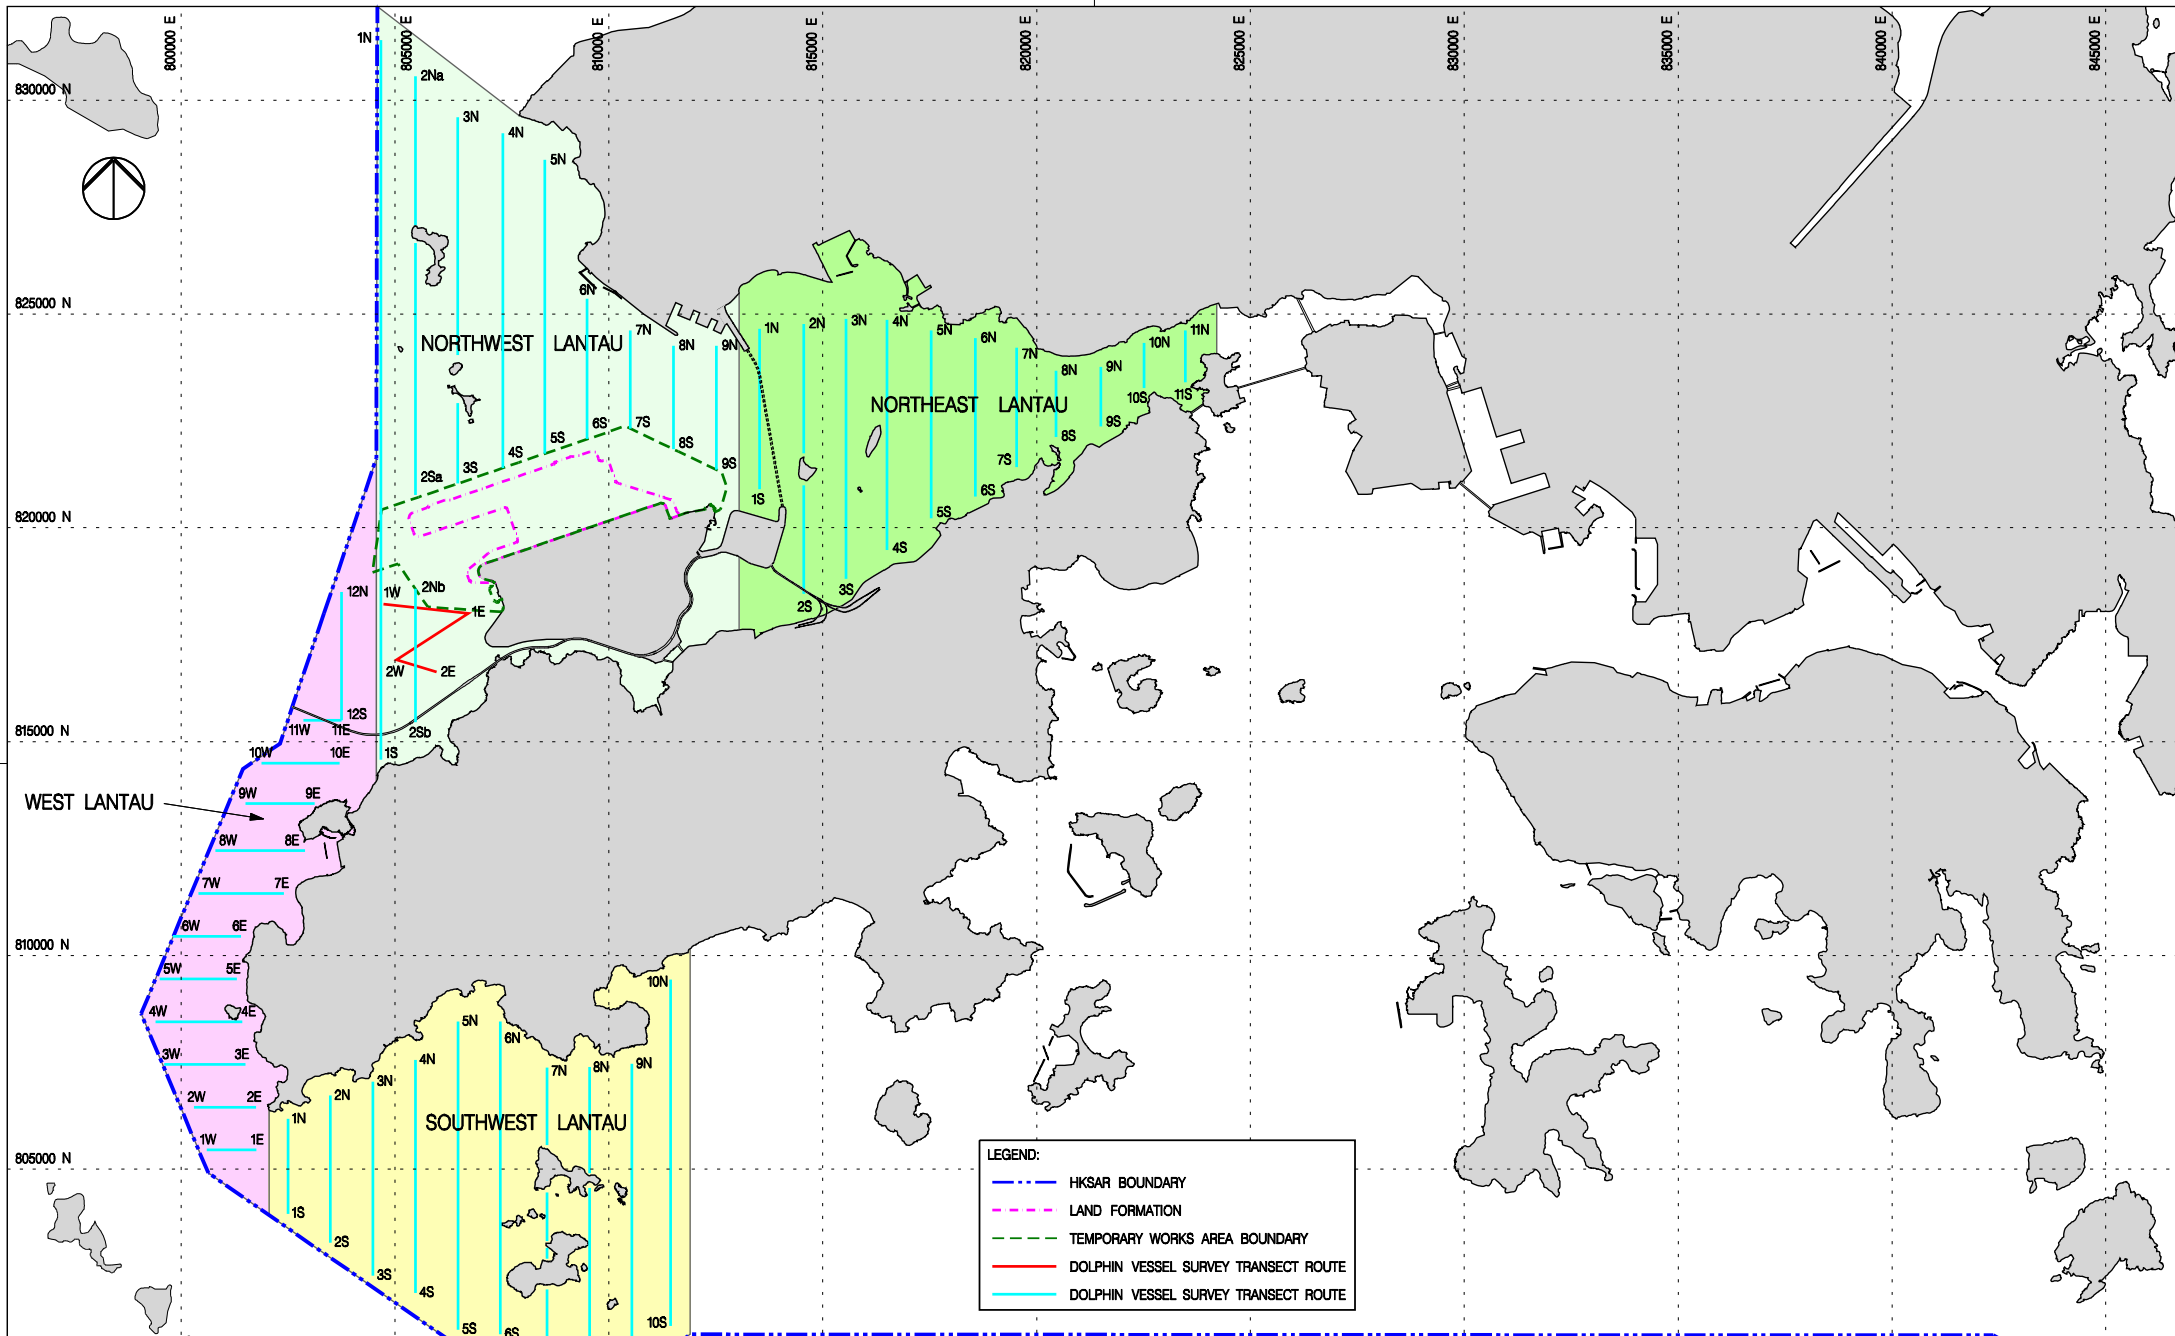 800000 E
805000 E
810000 E
815000 E
820000 E
825000 E
830000 E
835000 E
840000 E
845000 E
830000 N
825000 N
820000 N
815000 N
810000 N
805000 N
1N
2Na
3N
4N
5N
6N
7N
8N
9N
NORTHWEST LANTAU
2Sa
3S
4S
5S
6S
7S
8S
9S
1W
2Nb
1E
2W
2E
2Sb
1S
1N
2N
3N
4N
5N
6N
7N
8N
9N
10N
11N
NORTHEAST LANTAU
1S
2S
3S
4S
5S
6S
7S
8S
9S
10S
11S
12N
12S
11W
11E
10W
10E
WEST LANTAU
9W
9E
8W
8E
7W
7E
6W
6E
5W
5E
4W
4E
3W
3E
2W
2E
1W
1E
1N
2N
3N
4N
5N
6N
7N
8N
9N
10N
SOUTHWEST LANTAU
1S
2S
3S
4S
5S
6S
10S
LEGEND:
HKSAR BOUNDARY
LAND FORMATION
TEMPORARY WORKS AREA BOUNDARY
DOLPHIN VESSEL SURVEY TRANSECT ROUTE
DOLPHIN VESSEL SURVEY TRANSECT ROUTE